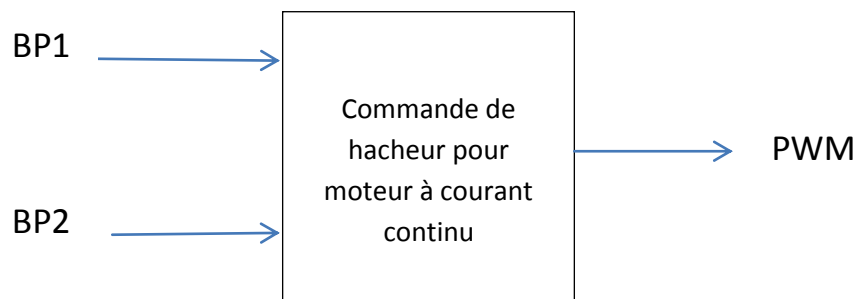 BP1
BP2
Commande de
hacheur pour
moteur à courant
continu
PWM